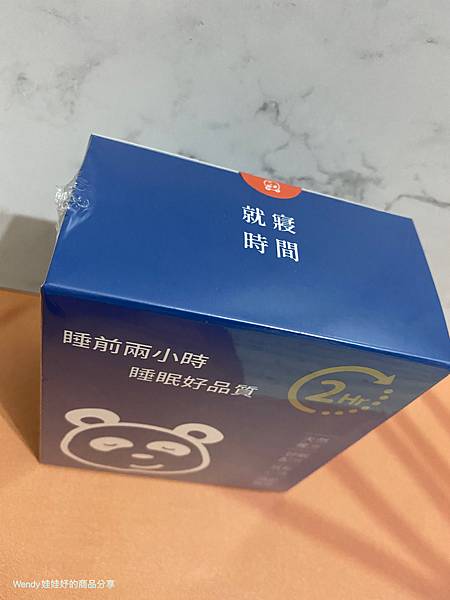 就寢
時間
睡前兩小時
睡眠好品質
2Hr
Wendy 娃娃好的商品分享